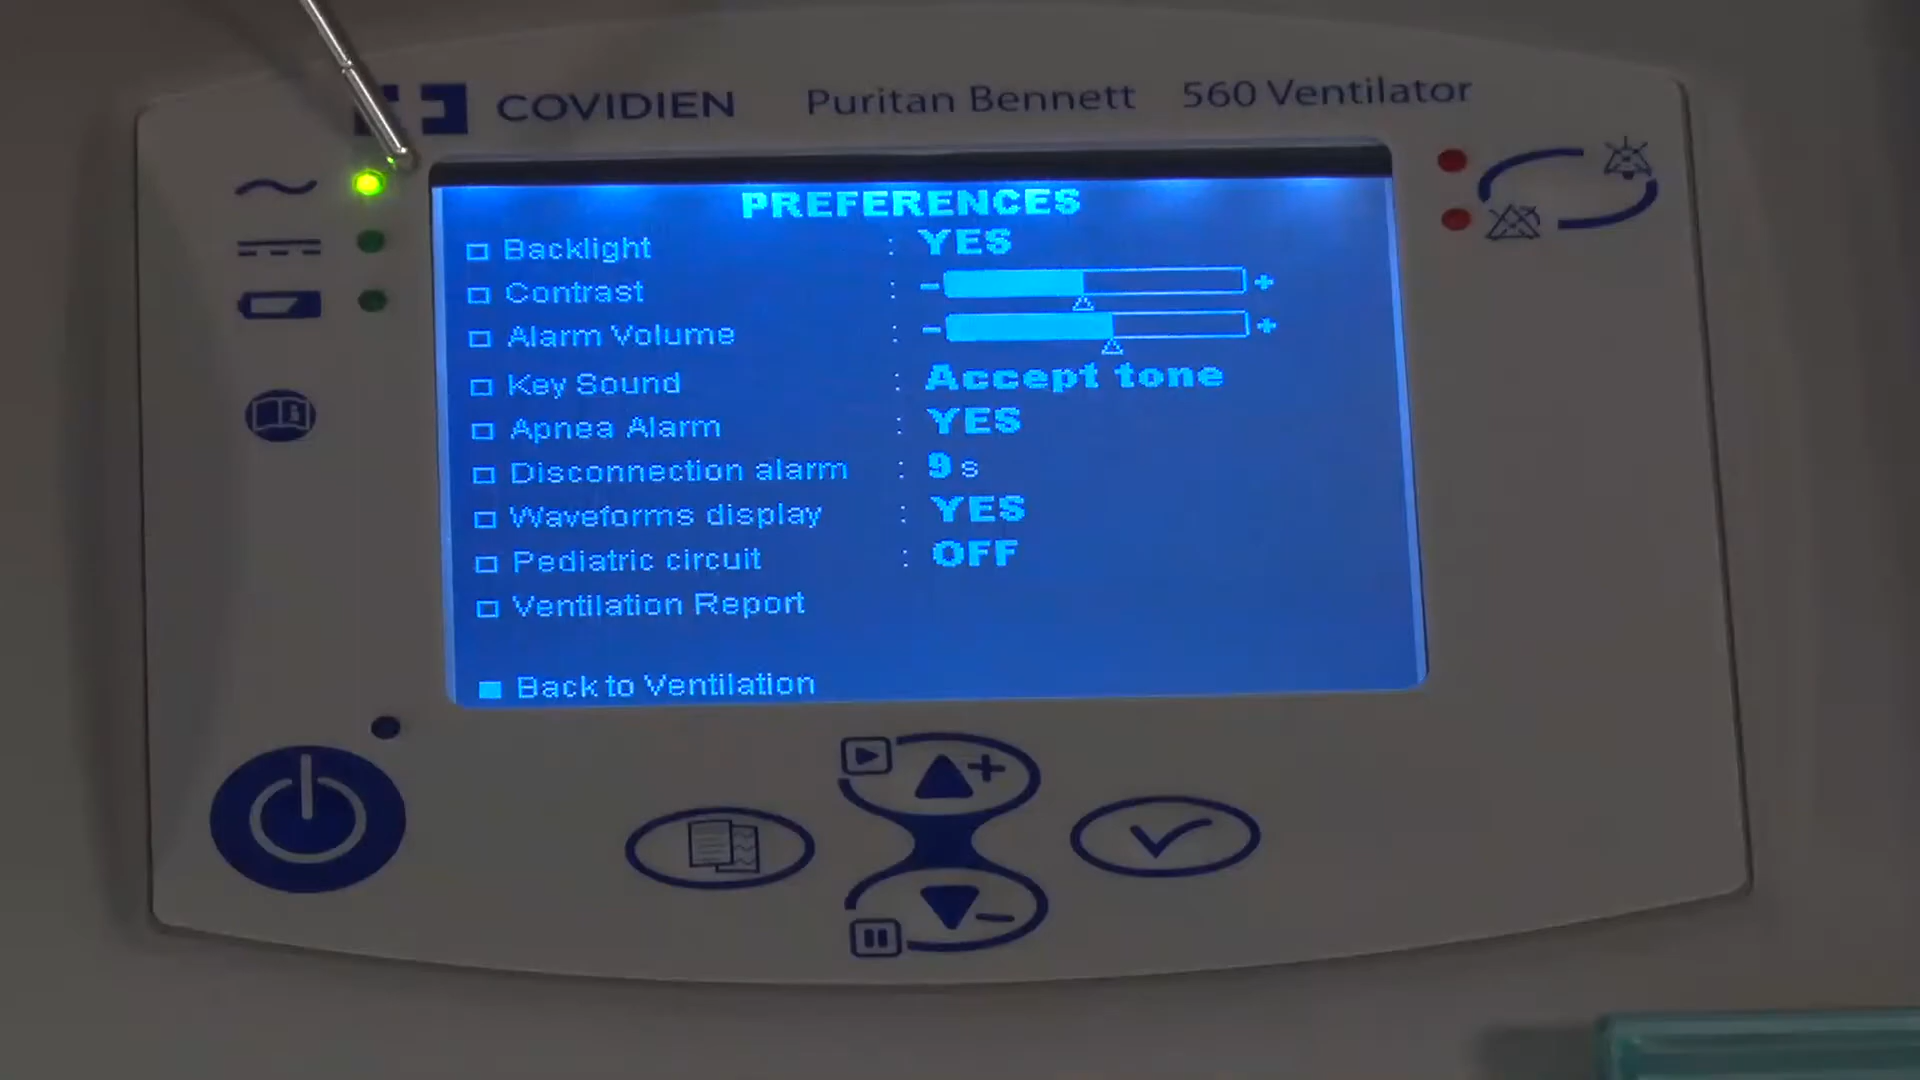 COVIDIEN Puritan Bennett 560 Ventilator
PREFERENCES
Backlight : YES
Contrast : - +
Alarm Volume : - +
Key Sound : Accept tone
Apnea Alarm : YES
Disconnection alarm : 9 s
Waveforms display : YES
Pediatric circuit : OFF
Ventilation Report
Back to Ventilation
+
-